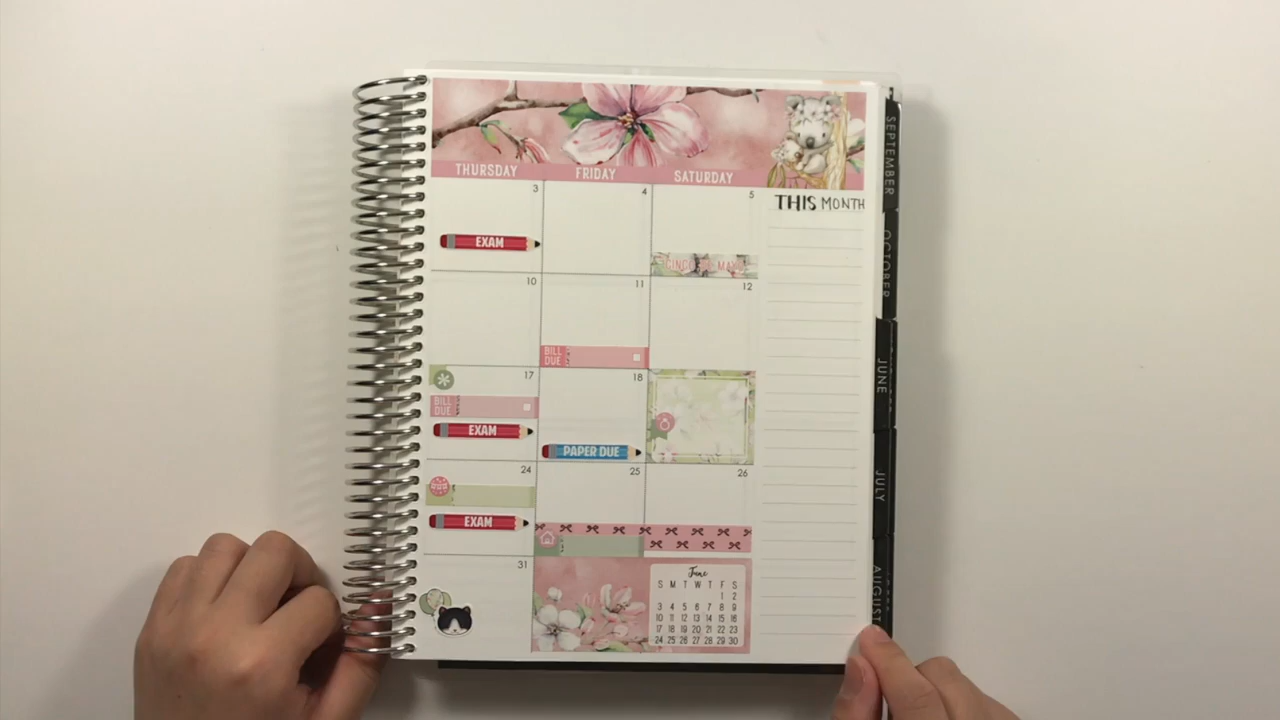 SEPTEMBER
OCTOBER
JUNE
JULY
AUGUST
THURSDAY FRIDAY SATURDAY
THIS MONTH
3 4 5
EXAM
CINCO DE MAYO
10 11 12
BILL DUE
17 18
BILL DUE
EXAM
PAPER DUE
24 25 26
EXAM
31
June
S M T W T F S
1 2
3 4 5 6 7 8 9
10 11 12 13 14 15 16
17 18 19 20 21 22 23
24 25 26 27 28 29 30